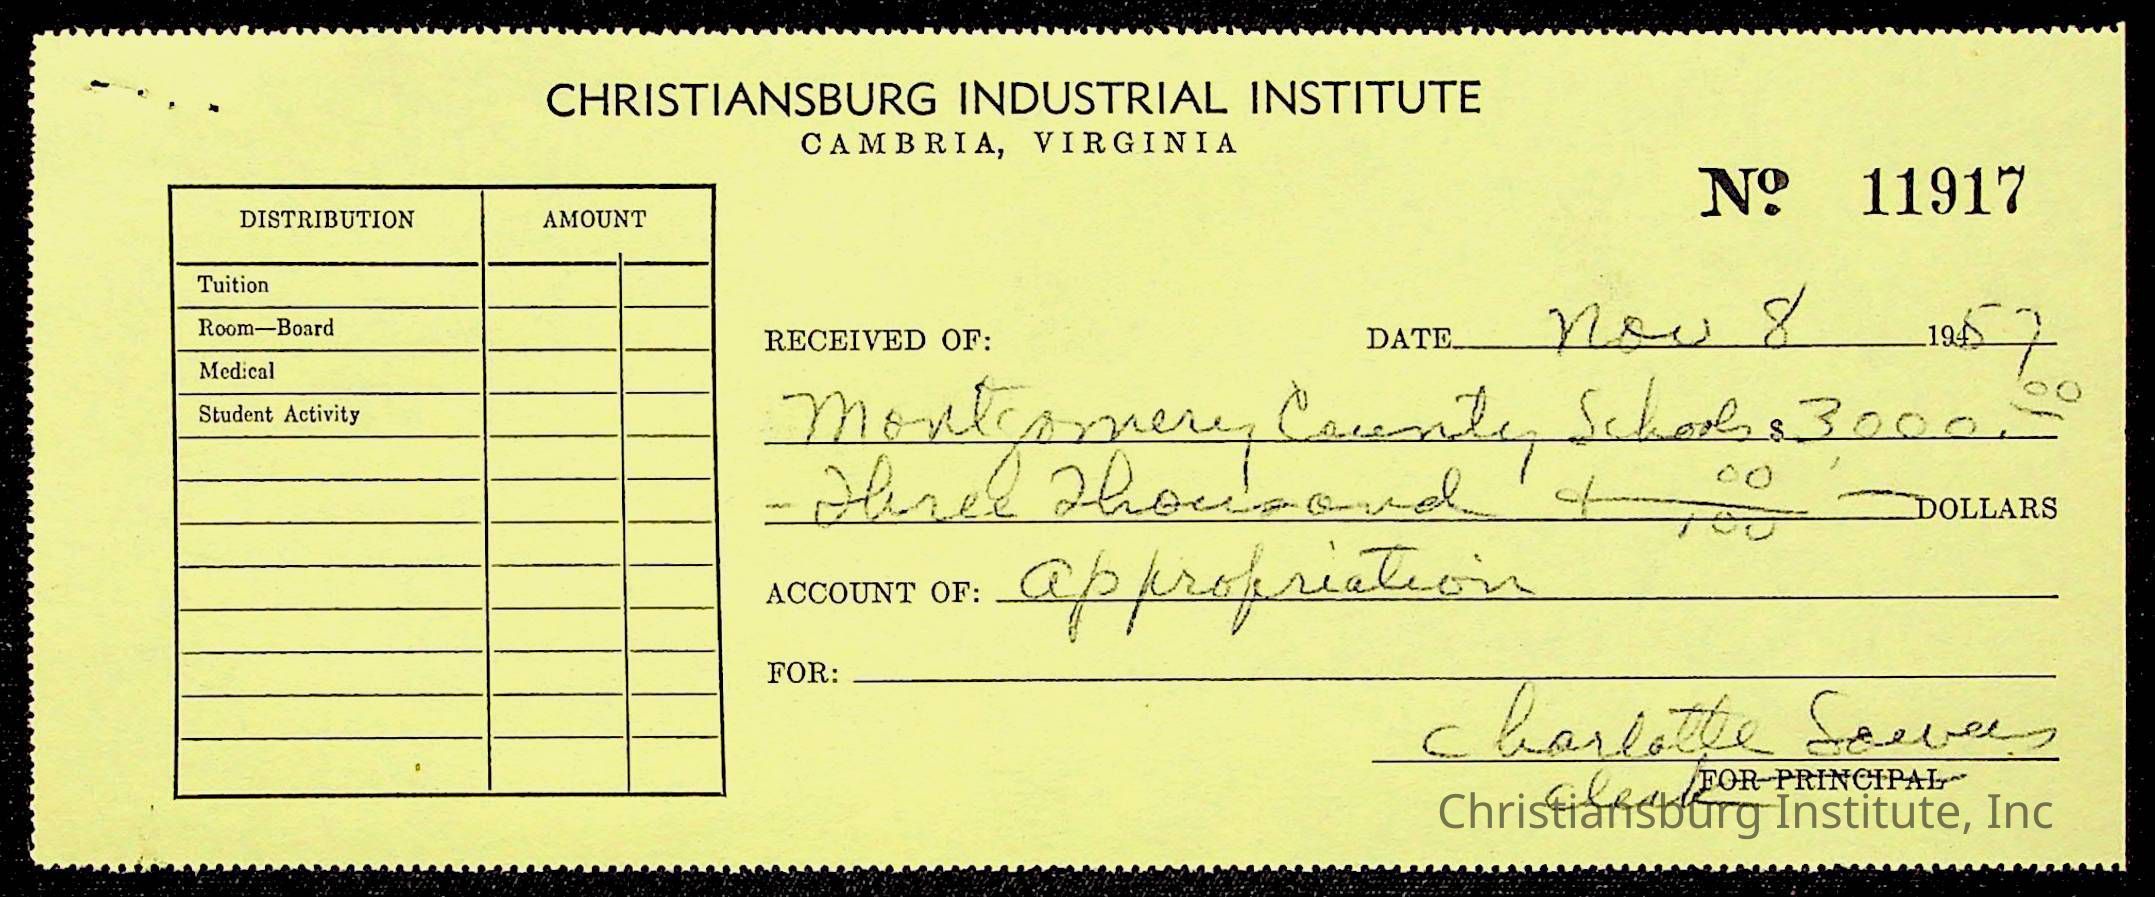 CHRISTIANSBURG INDUSTRIAL INSTITUTE
CAMBRIA, VIRGINIA
Nº 11917
DISTRIBUTION AMOUNT
Tuition
Room—Board
Medical
Student Activity
RECEIVED OF: DATE Nov 8 1957
Montgomery County Schools $ 3000.00
- Three Thousand + 00/100 — DOLLARS
ACCOUNT OF: appropriation
FOR:
Charlotte
FOR PRINCIPAL
clerk
Christiansburg Institute, Inc